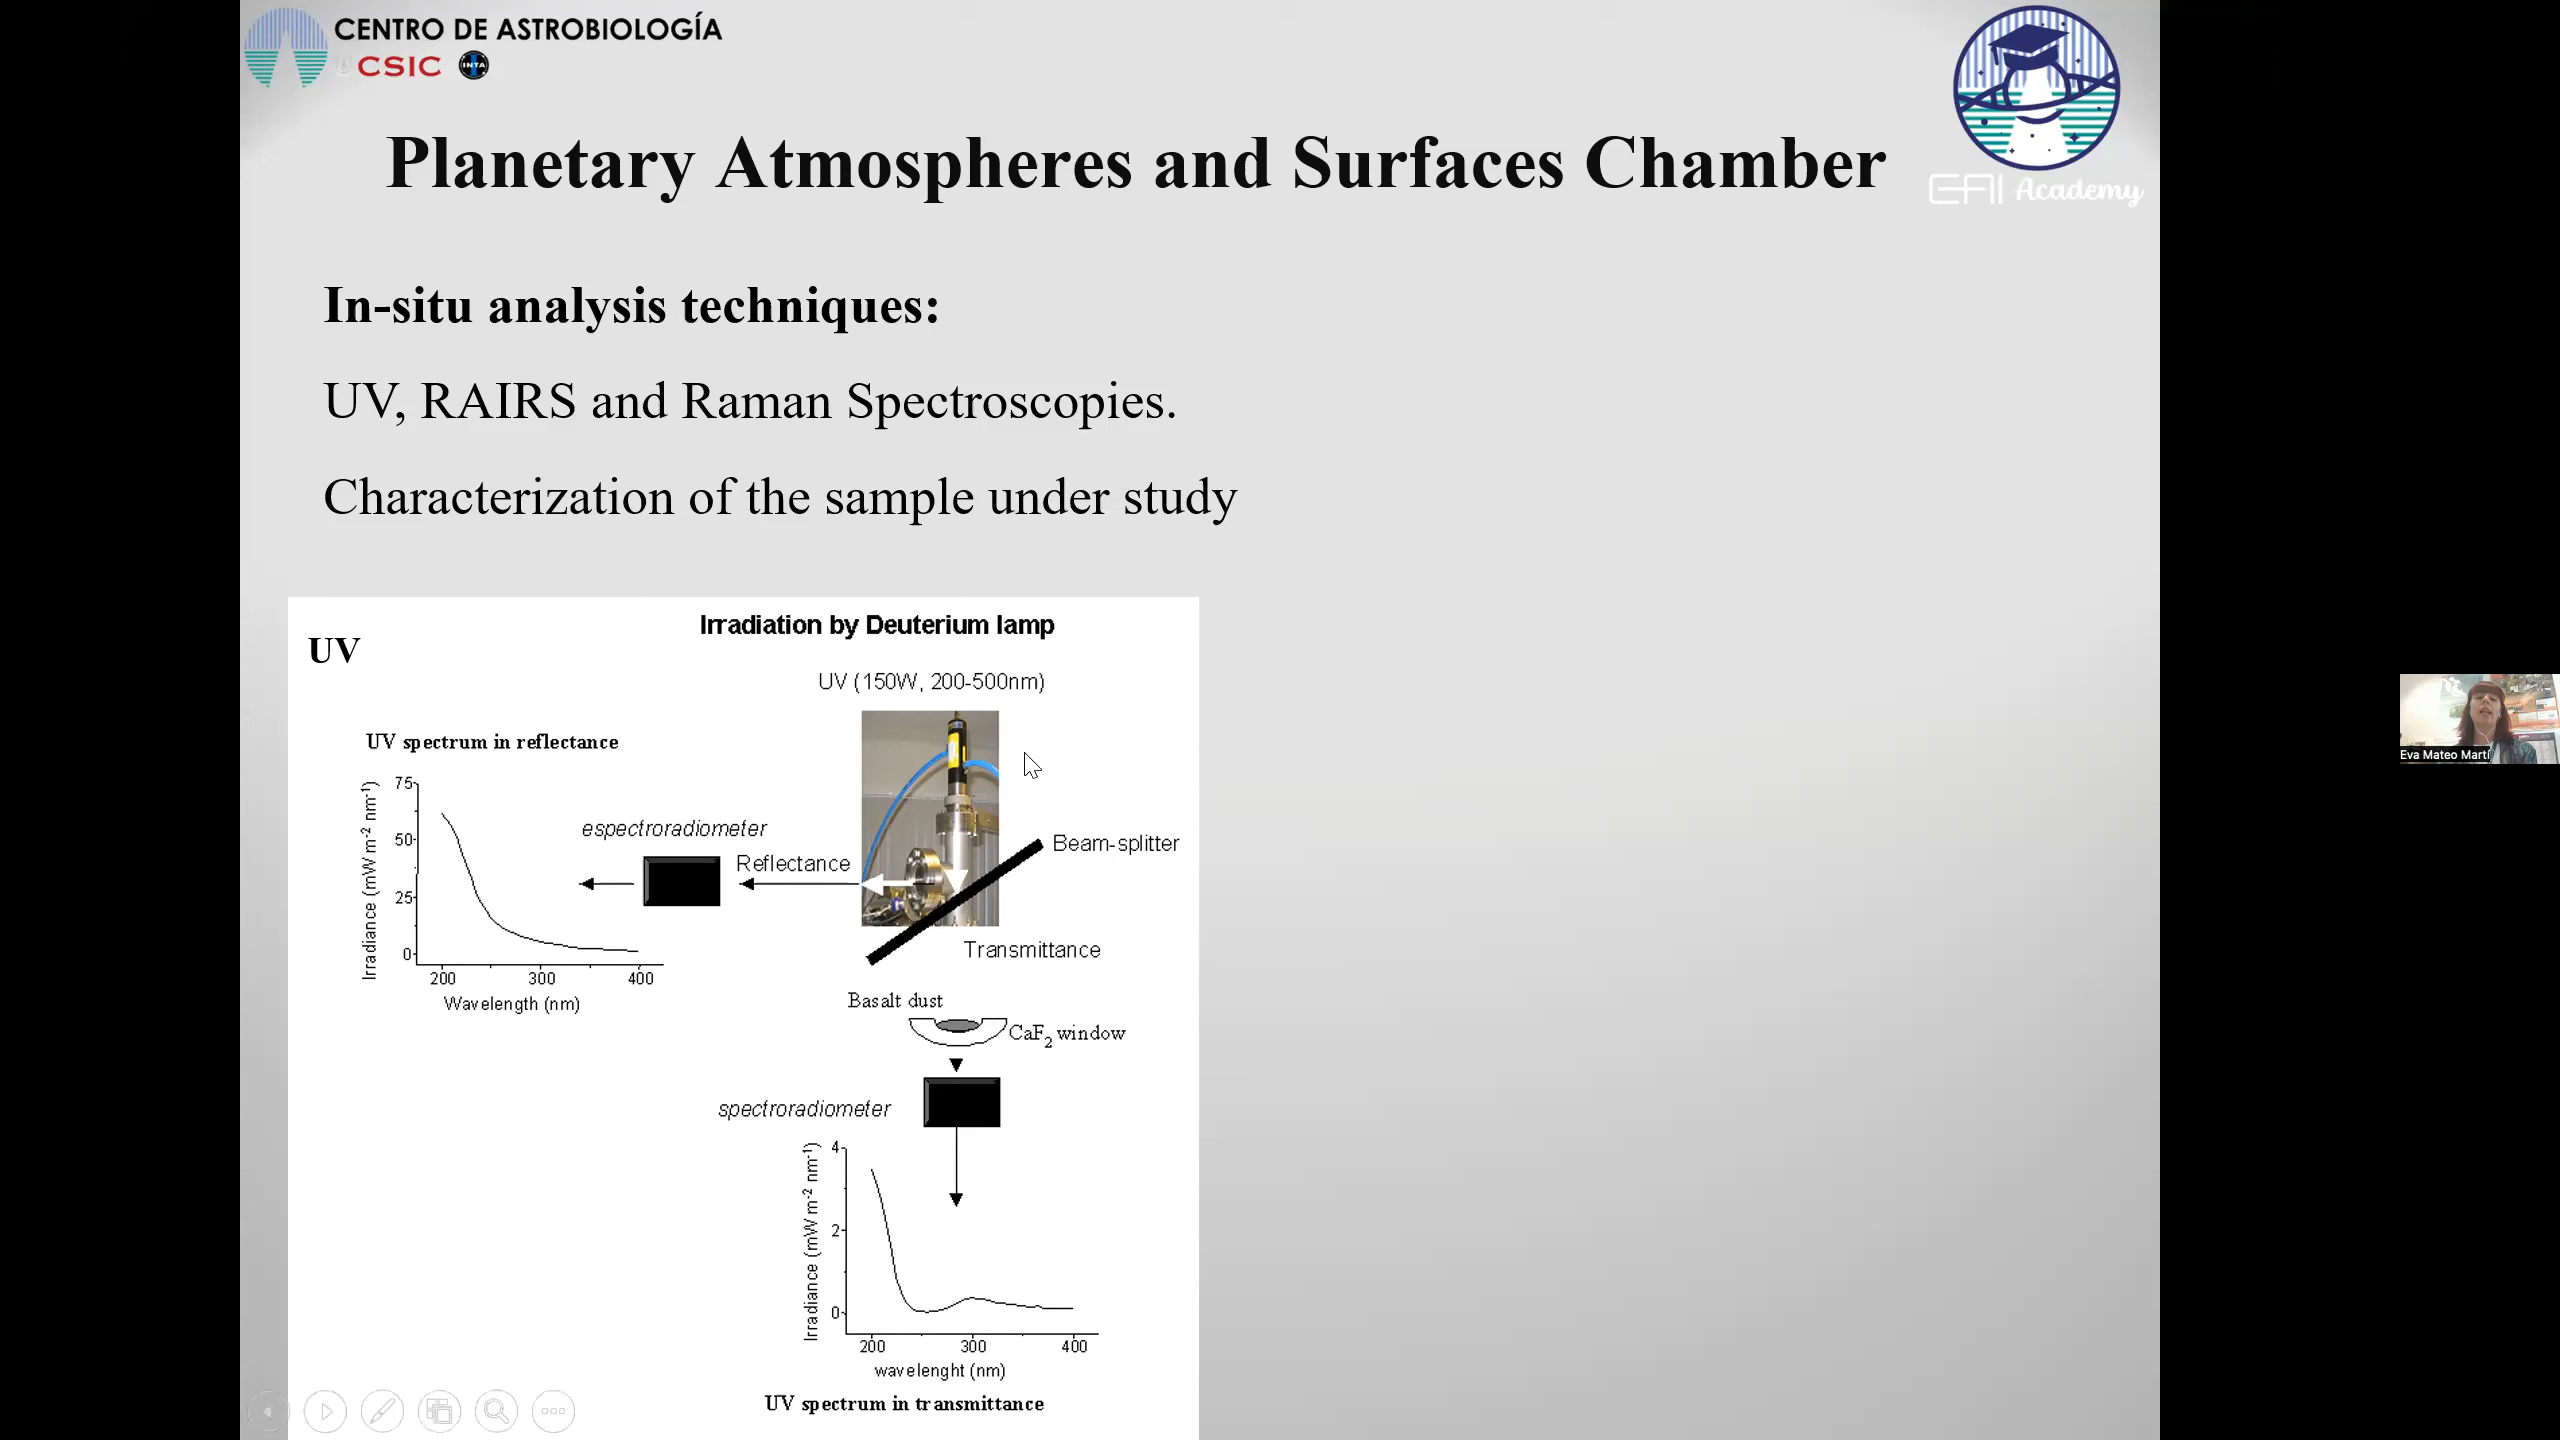 CENTRO DE ASTROBIOLOGÍA
CSIC INTA
EAI Academy
Planetary Atmospheres and Surfaces Chamber
In-situ analysis techniques:
UV, RAIRS and Raman Spectroscopies.
Characterization of the sample under study
Irradiation by Deuterium lamp
UV
UV (150W, 200-500nm)
UV spectrum in reflectance
Irradiance (mW m-2 nm-1)
75
50
25
0
200 300 400
Wavelength (nm)
espectroradiometer
Reflectance
Beam-splitter
Transmittance
Basalt dust
CaF2 window
spectroradiometer
Irradiance (mW m-2 nm-1)
4
2
0
200 300 400
wavelenght (nm)
UV spectrum in transmittance
Eva Mateo Martí